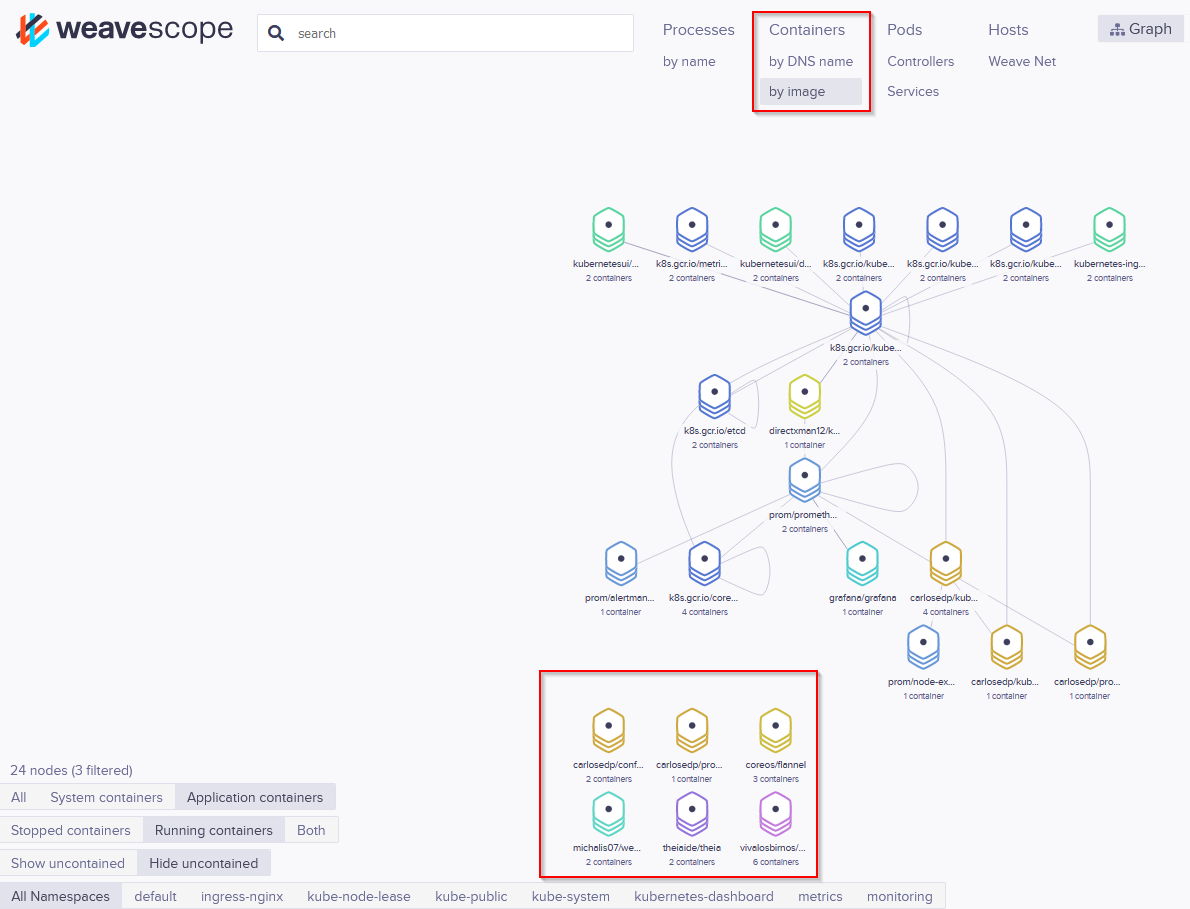 weavescope
search
Processes
by name
Containers
by DNS name
by image
Pods
Controllers
Services
Hosts
Weave Net
Graph
kubernetesui/...
2 containers
k8s.gcr.io/metri...
2 containers
kubernetesui/d...
2 containers
k8s.gcr.io/kube...
2 containers
k8s.gcr.io/kube...
2 containers
k8s.gcr.io/kube...
2 containers
kubernetes-ing...
2 containers
k8s.gcr.io/kube...
2 containers
k8s.gcr.io/etcd
2 containers
directxman12/k...
1 container
prom/prometh...
2 containers
prom/alertman...
1 container
k8s.gcr.io/core...
4 containers
grafana/grafana
1 container
carlosedp/kub...
4 containers
prom/node-ex...
1 container
carlosedp/kub...
1 container
carlosedp/pro...
1 container
carlosedp/conf...
2 containers
carlosedp/pro...
1 container
coreos/flannel
3 containers
michalis07/we...
2 containers
theiaide/theia
2 containers
vivalosbirnos/...
6 containers
24 nodes (3 filtered)
All System containers Application containers
Stopped containers Running containers Both
Show uncontained Hide uncontained
All Namespaces default ingress-nginx kube-node-lease kube-public kube-system kubernetes-dashboard metrics monitoring